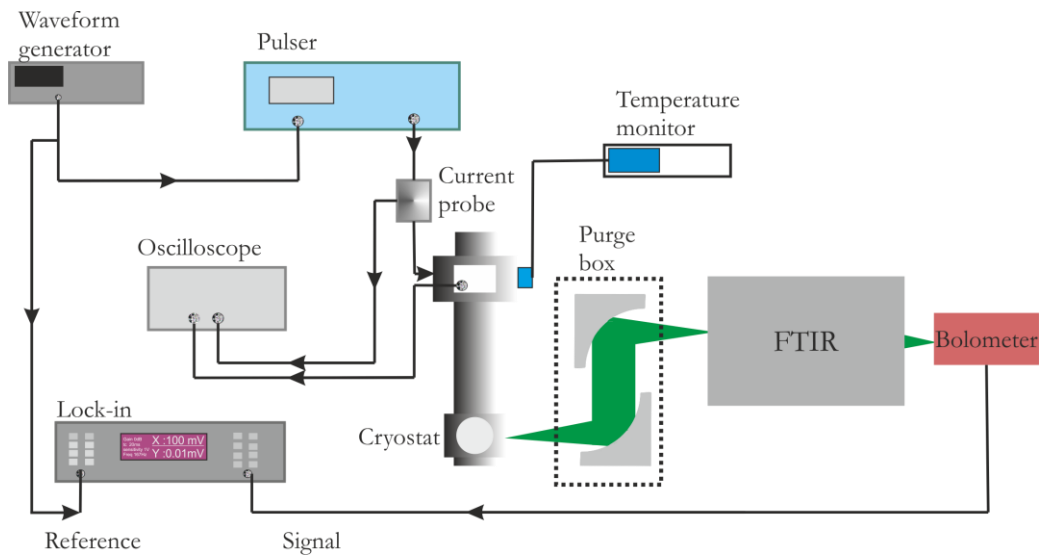 Waveform
generator
Pulser
Temperature
monitor
Current
probe
Oscilloscope
Purge
box
FTIR
Bolometer
Lock-in
X :100 mV
Y :0.01mV
Cryostat
Reference
Signal